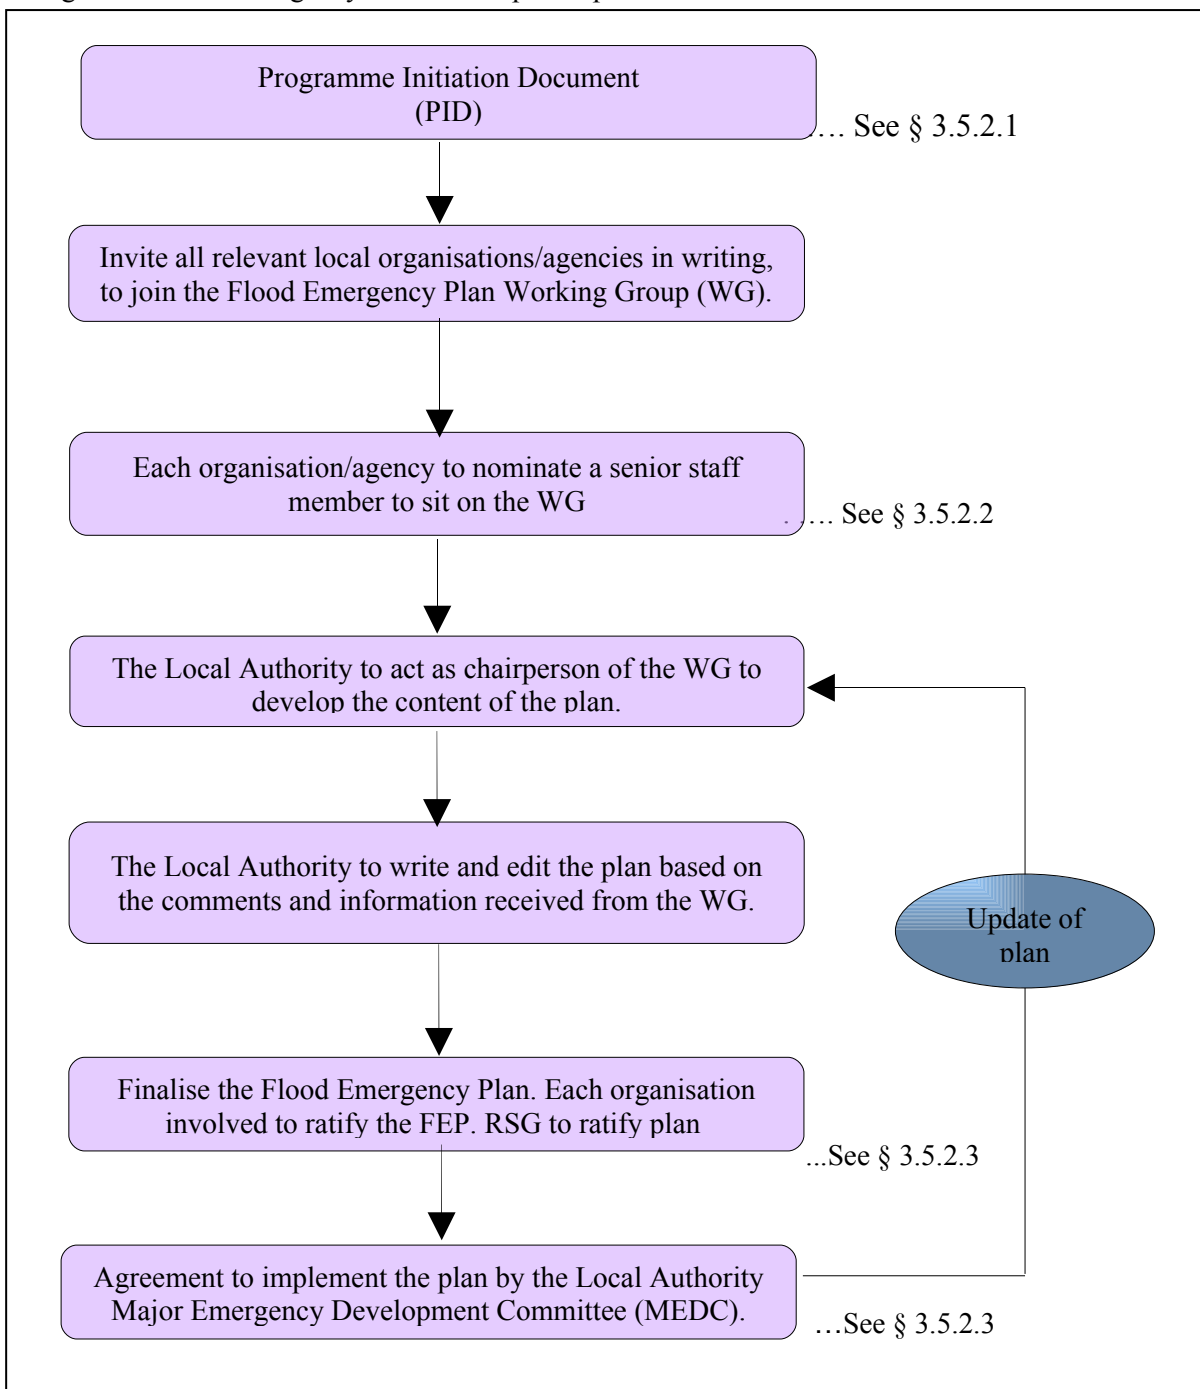 Programme Initiation Document
(PID)
…. See § 3.5.2.1
Invite all relevant local organisations/agencies in writing,
to join the Flood Emergency Plan Working Group (WG).
Each organisation/agency to nominate a senior staff
member to sit on the WG
. …. See § 3.5.2.2
The Local Authority to act as chairperson of the WG to
develop the content of the plan.
The Local Authority to write and edit the plan based on
the comments and information received from the WG.
Update of
plan
Finalise the Flood Emergency Plan. Each organisation
involved to ratify the FEP. RSG to ratify plan
...See § 3.5.2.3
Agreement to implement the plan by the Local Authority
Major Emergency Development Committee (MEDC).
…See § 3.5.2.3